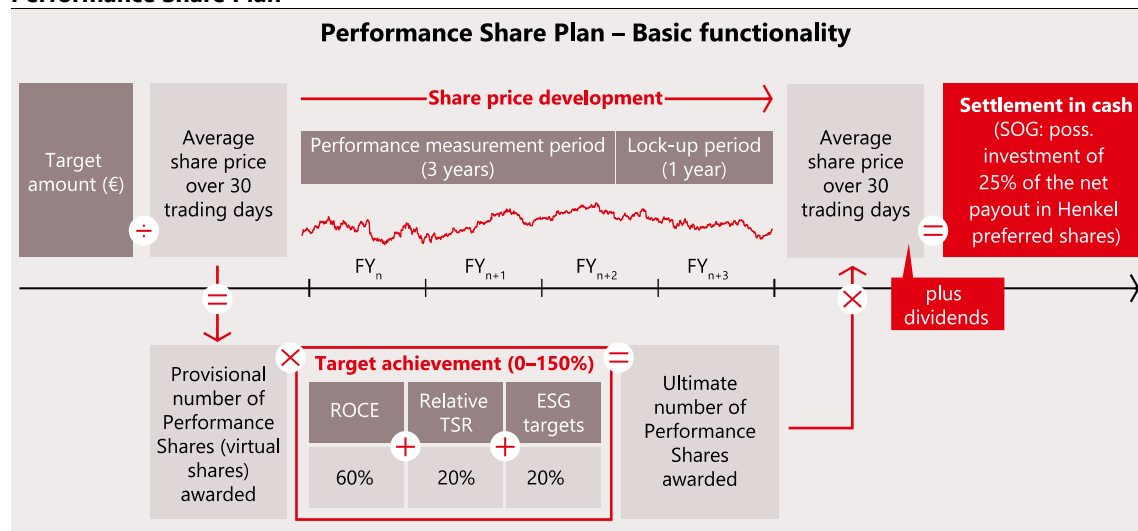 Performance Share Plan
Performance Share Plan – Basic functionality
Target
amount (€)
÷
Average
share price
over 30
trading days
Share price development
Performance measurement period
(3 years)
Lock-up period
(1 year)
FYn
FYn+1
FYn+2
FYn+3
Average
share price
over 30
trading days
=
Settlement in cash
(SOG: poss.
investment of
25% of the net
payout in Henkel
preferred shares)
plus
dividends
=
Provisional
number of
Performance
Shares (virtual
shares)
awarded
×
Target achievement (0–150%)
ROCE
Relative
TSR
ESG
targets
+
+
60%
20%
20%
=
Ultimate
number of
Performance
Shares
awarded
×